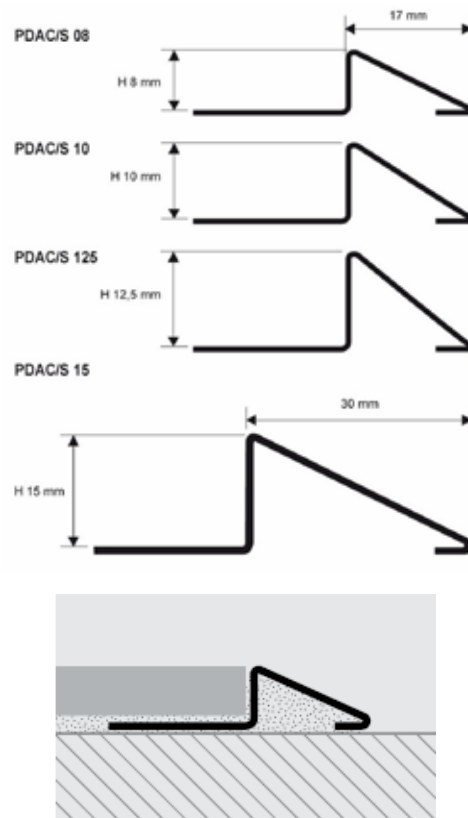 17 mm
PDAC/S 08
H 8 mm
PDAC/S 10
H 10 mm
PDAC/S 125
H 12,5 mm
PDAC/S 15
30 mm
H 15 mm